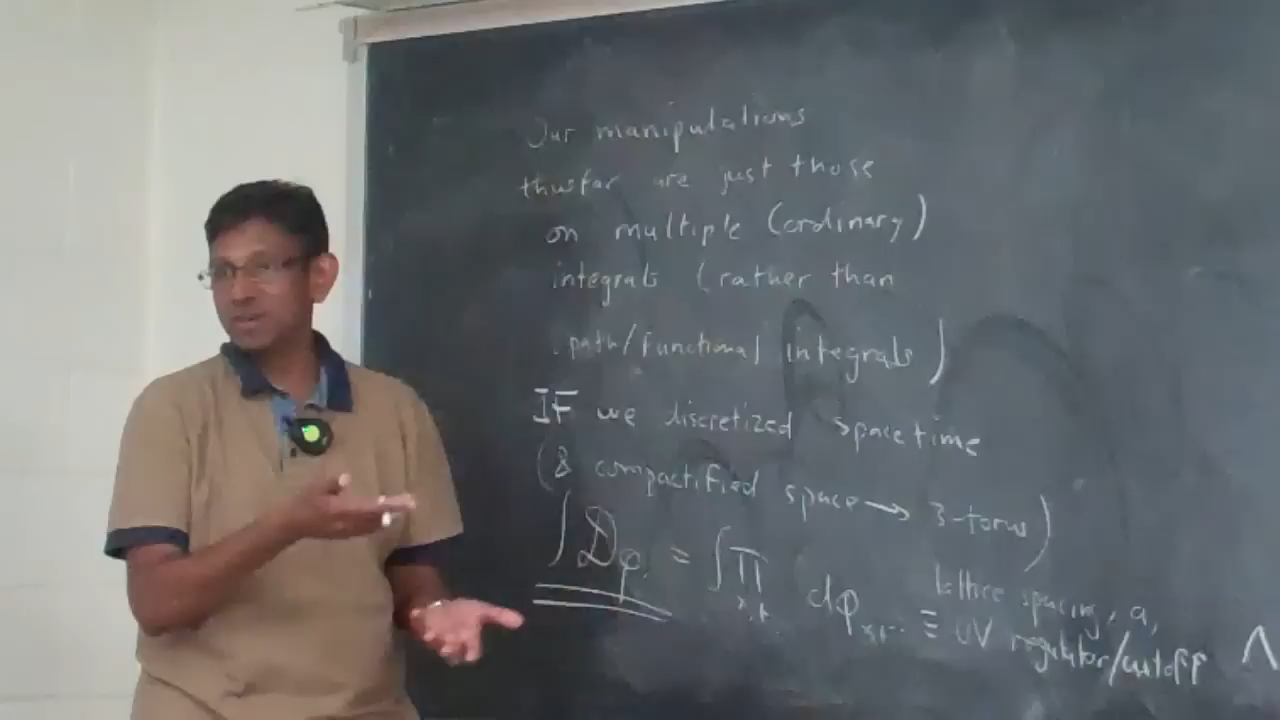 Our manipulations
thusfar are just those
on multiple (ordinary)
integrals (rather than
path/functional integrals)
IF we discretized spacetime
(& compactified space → 3-torus)
∫Dφ = ∫∏ dφ
x,t
lattice spacing, a,
≡ UV regulator/cutoff Λ